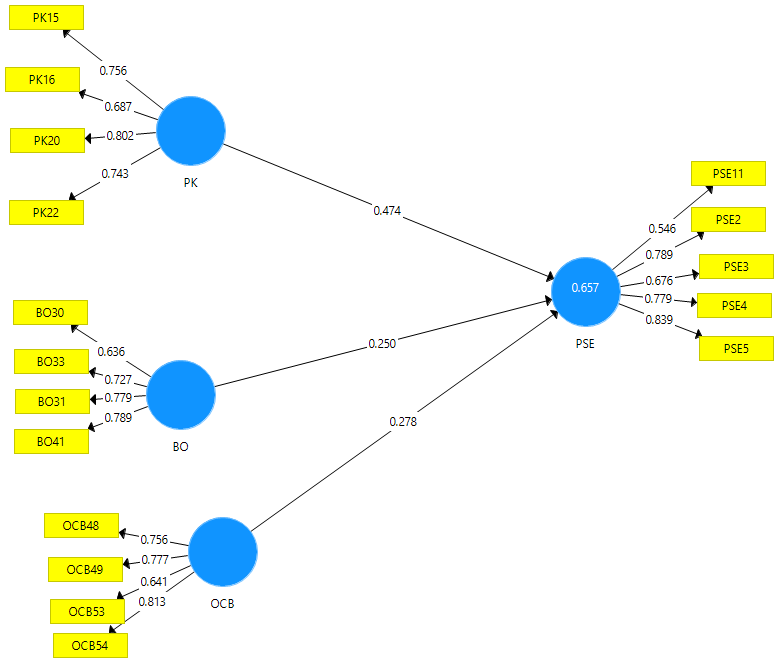 PK15
0.756
PK16
0.687
PK20
0.802
0.743
PK22
PK
0.474
PSE11
0.546
PSE2
0.789
PSE3
0.676
0.657
0.779
PSE4
0.839
PSE5
PSE
BO30
0.636
BO33
0.727
BO31
0.779
0.789
BO41
BO
0.250
0.278
OCB48
0.756
0.777
OCB49
0.641
0.813
OCB53
OCB54
OCB